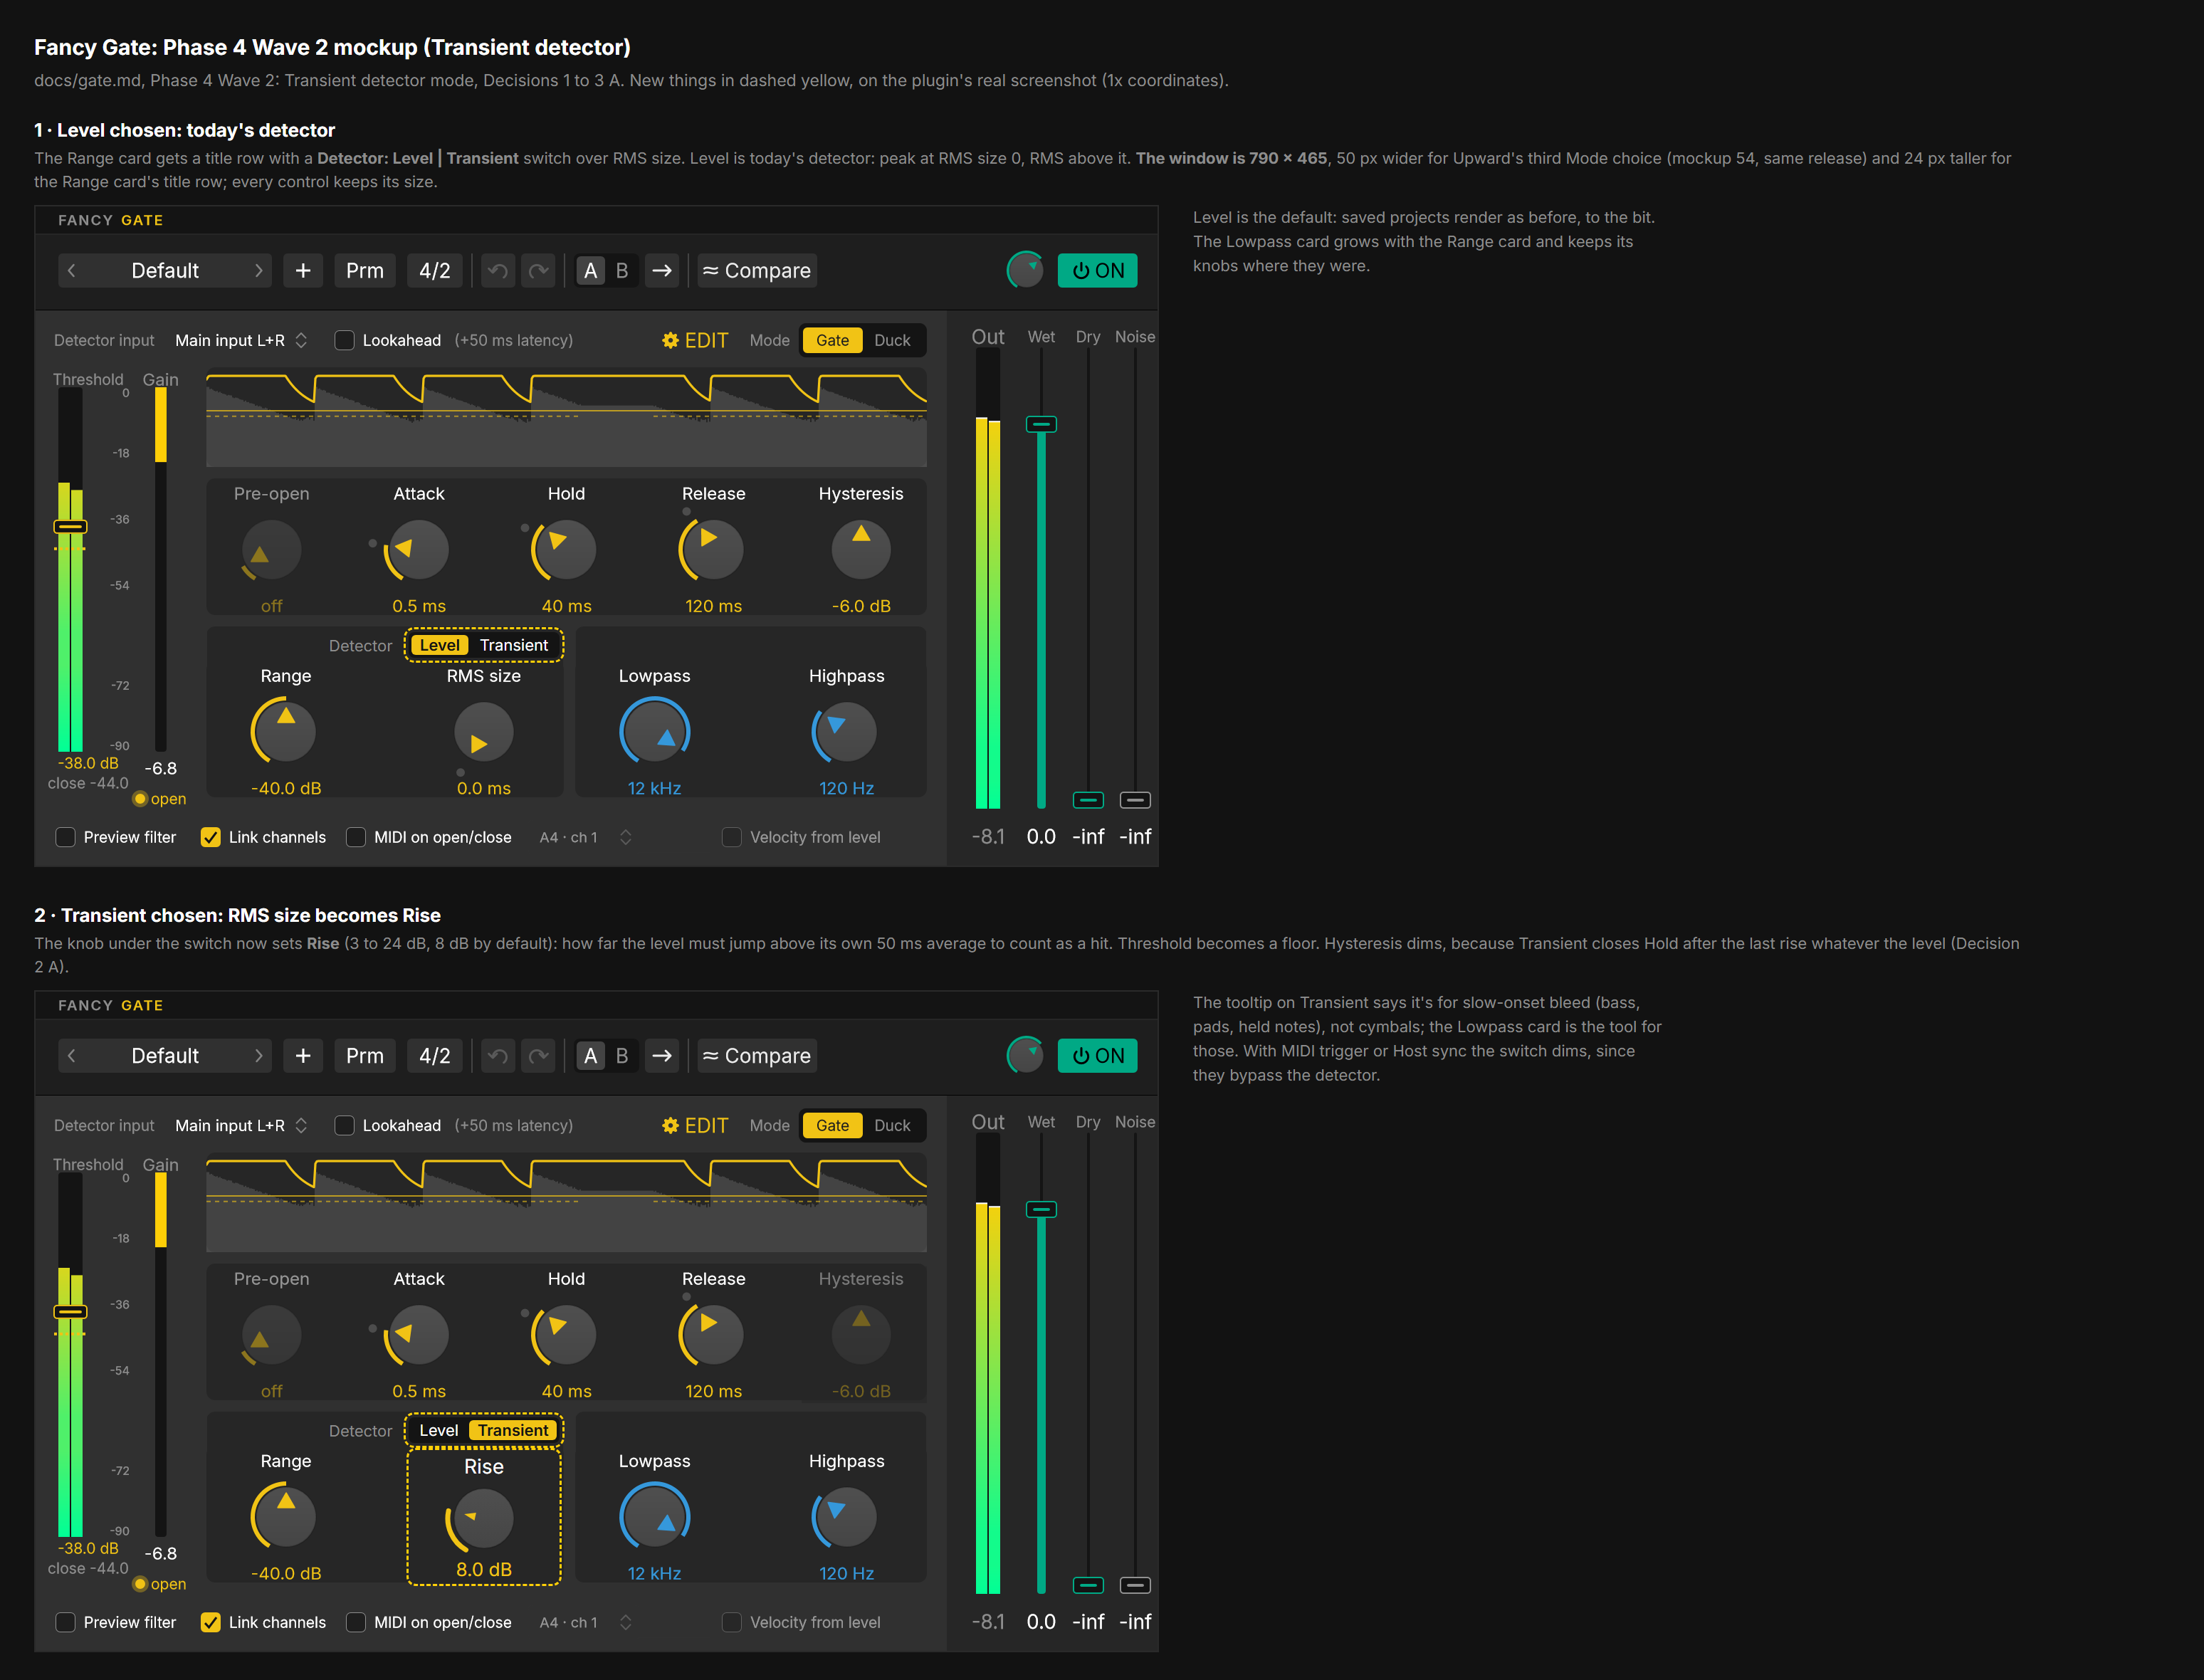 Fancy Gate: Phase 4 Wave 2 mockup (Transient detector)
docs/gate.md, Phase 4 Wave 2: Transient detector mode, Decisions 1 to 3 A. New things in dashed yellow, on the plugin's real screenshot (1x coordinates).
1 · Level chosen: today's detector
The Range card gets a title row with a Detector: Level | Transient switch over RMS size. Level is today's detector: peak at RMS size 0, RMS above it. The window is 790 × 465, 50 px wider for Upward's third Mode choice (mockup 54, same release) and 24 px taller for
the Range card's title row; every control keeps its size.
FANCY GATE
Default + Prm 4/2 A B → ≈ Compare ON
Level is the default: saved projects render as before, to the bit.
The Lowpass card grows with the Range card and keeps its
knobs where they were.
Detector input Main input L+R Lookahead (+50 ms latency) EDIT Mode Gate Duck
Out Wet Dry Noise
Threshold Gain
0
-18
-36
-54
-72
-90
Pre-open Attack Hold Release Hysteresis
off 0.5 ms 40 ms 120 ms -6.0 dB
Detector Level Transient
Range RMS size Lowpass Highpass
-40.0 dB 0.0 ms 12 kHz 120 Hz
-38.0 dB -6.8
close -44.0
open
Preview filter Link channels MIDI on open/close A4 · ch 1 Velocity from level
-8.1 0.0 -inf -inf
2 · Transient chosen: RMS size becomes Rise
The knob under the switch now sets Rise (3 to 24 dB, 8 dB by default): how far the level must jump above its own 50 ms average to count as a hit. Threshold becomes a floor. Hysteresis dims, because Transient closes Hold after the last rise whatever the level (Decision
2 A).
FANCY GATE
Default + Prm 4/2 A B → ≈ Compare ON
The tooltip on Transient says it's for slow-onset bleed (bass,
pads, held notes), not cymbals; the Lowpass card is the tool for
those. With MIDI trigger or Host sync the switch dims, since
they bypass the detector.
Detector input Main input L+R Lookahead (+50 ms latency) EDIT Mode Gate Duck
Out Wet Dry Noise
Threshold Gain
0
-18
-36
-54
-72
-90
Pre-open Attack Hold Release Hysteresis
off 0.5 ms 40 ms 120 ms -6.0 dB
Detector Level Transient
Range Rise Lowpass Highpass
-40.0 dB 8.0 dB 12 kHz 120 Hz
-38.0 dB -6.8
close -44.0
open
Preview filter Link channels MIDI on open/close A4 · ch 1 Velocity from level
-8.1 0.0 -inf -inf